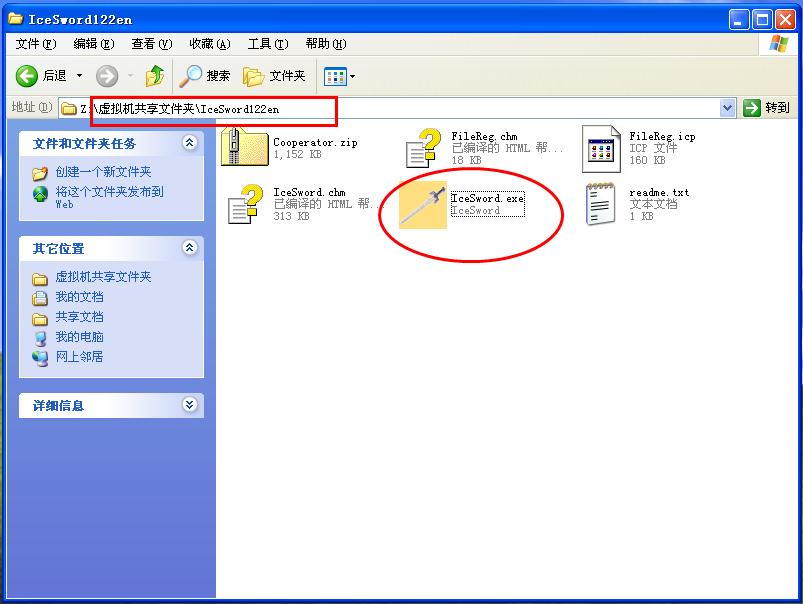 IceSword122en
文件(F) 编辑(E) 查看(V) 收藏(A) 工具(T) 帮助(H)
后退 搜索 文件夹
地址(D) Z:\虚拟机共享文件夹\IceSword122en 转到
文件和文件夹任务
创建一个新文件夹
将这个文件夹发布到
Web
其它位置
虚拟机共享文件夹
我的文档
共享文档
我的电脑
网上邻居
详细信息
Cooperator.zip
1,152 KB
FileReg.chm
已编译的 HTML 帮...
18 KB
FileReg.icp
ICP 文件
160 KB
IceSword.chm
已编译的 HTML 帮...
313 KB
IceSword.exe
IceSword
readme.txt
文本文档
1 KB